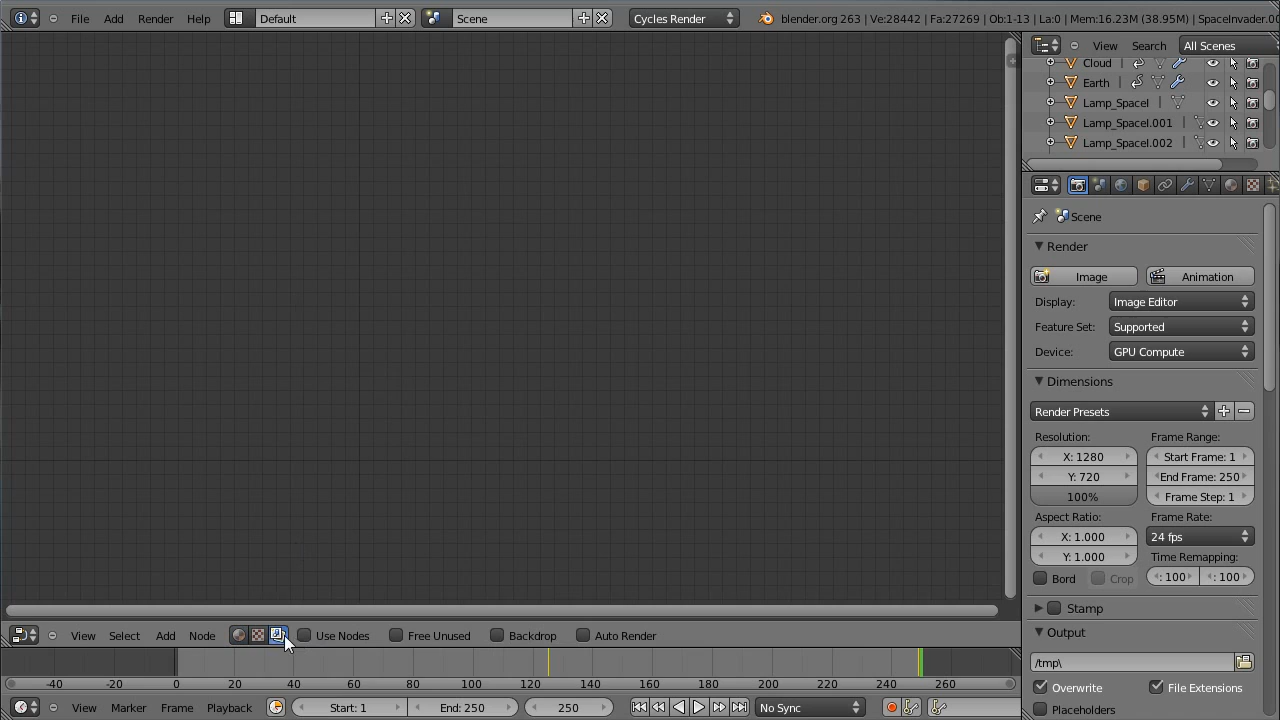 File Add Render Help Default Scene Cycles Render blender.org 263 | Ve:28442 | Fa:27269 | Ob:1-13 | La:0 | Mem:16.23M (38.95M) | SpaceInvader.00
View Search All Scenes
Cloud
Earth
Lamp_SpaceI
Lamp_SpaceI.001
Lamp_SpaceI.002
Scene
Render
Image Animation
Display: Image Editor
Feature Set: Supported
Device: GPU Compute
Dimensions
Render Presets
Resolution: Frame Range:
X: 1280 Start Frame: 1
Y: 720 End Frame: 250
100% Frame Step: 1
Aspect Ratio: Frame Rate:
X: 1.000 24 fps
Y: 1.000 Time Remapping:
Bord Crop : 100 : 100
Stamp
Output
/tmp\
Overwrite File Extensions
Placeholders
View Select Add Node Use Nodes Free Unused Backdrop Auto Render
-40 -20 0 20 40 60 80 100 120 140 160 180 200 220 240 260
View Marker Frame Playback Start: 1 End: 250 250 No Sync